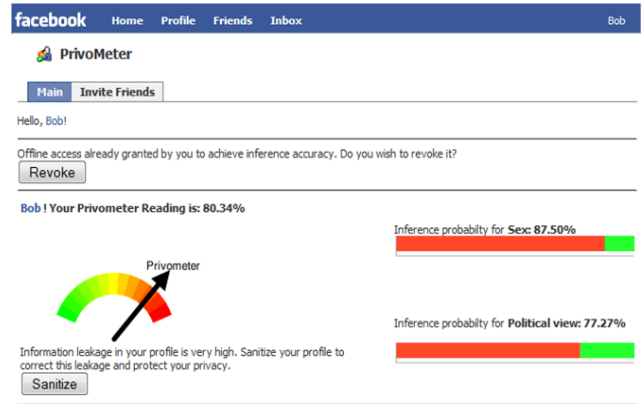 facebook Home Profile Friends Inbox Bob
PrivoMeter
Main Invite Friends
Hello, Bob!
Offline access already granted by you to achieve inference accuracy. Do you wish to revoke it?
Revoke
Bob ! Your Privometer Reading is: 80.34%
Inference probabilty for Sex: 87.50%
Privometer
Inference probabilty for Political view: 77.27%
Information leakage in your profile is very high. Sanitize your profile to
correct this leakage and protect your privacy.
Sanitize